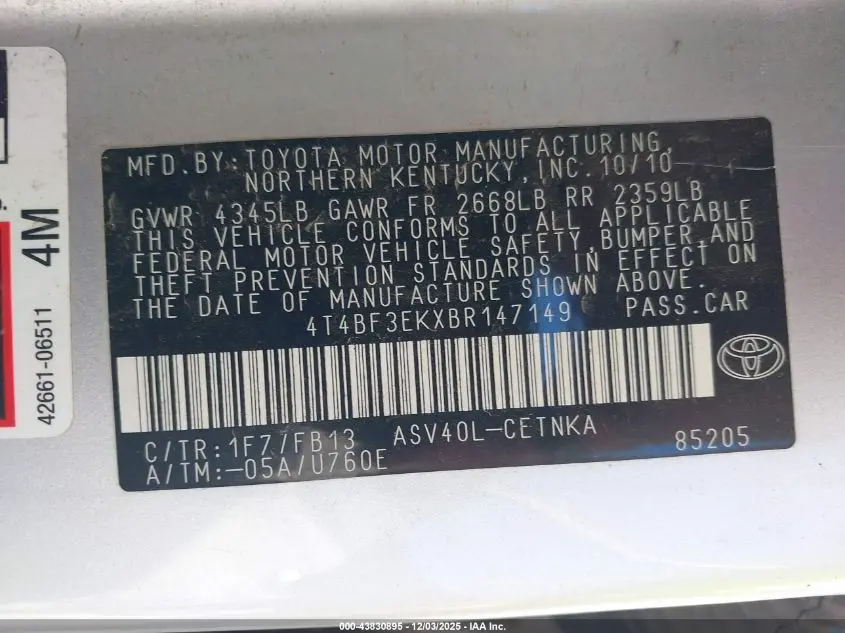 MFD.BY:TOYOTA MOTOR MANUFACTURING,
NORTHERN KENTUCKY,INC.10/10
GVWR 4345LB GAWR FR 2668LB RR 2359LB
THIS VEHICLE CONFORMS TO ALL APPLICABLE
FEDERAL MOTOR VEHICLE SAFETY,BUMPER,AND
THEFT PREVENTION STANDARDS IN EFFECT ON
THE DATE OF MANUFACTURE SHOWN ABOVE.
4T4BF3EKXBR147149 PASS.CAR
C/TR:1F7/FB13 ASV40L-CETNKA
A/TM:-05A/U760E 85205
42661-06511 4M
000-43830895 • 12/03/2025 • IAA Inc.